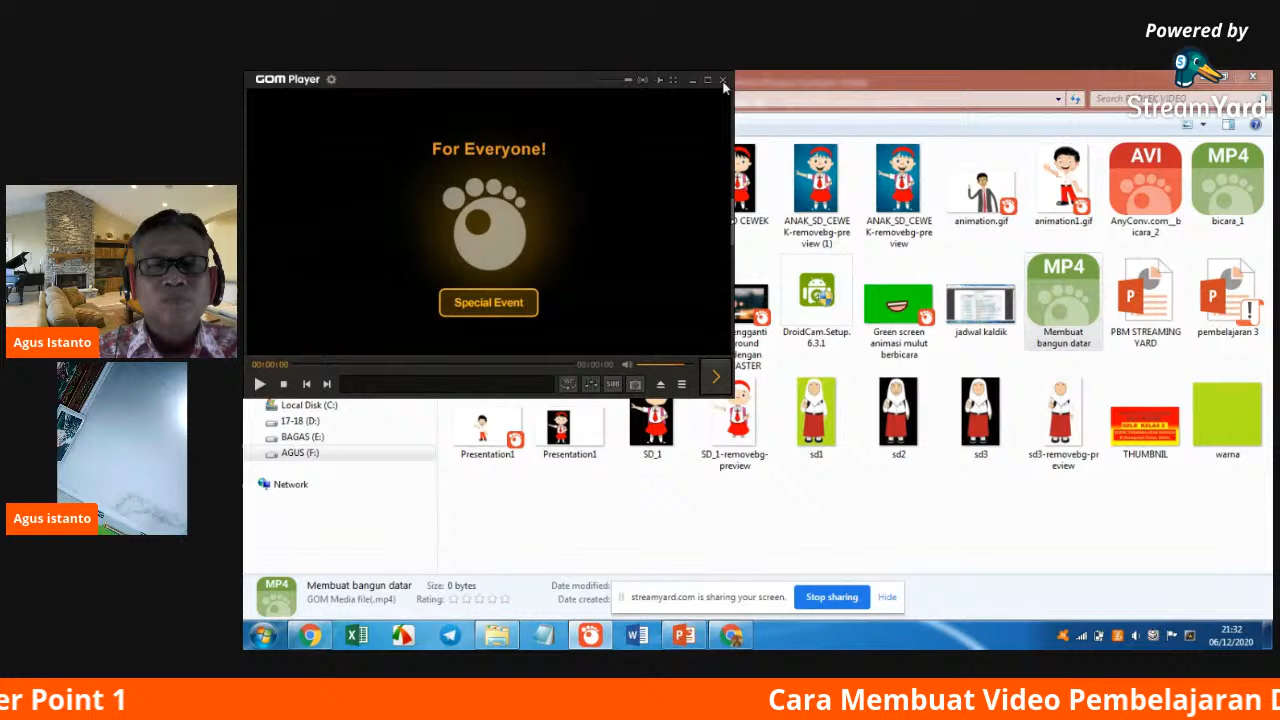 Powered by
StreamYard
GOM Player
For Everyone!
Special Event
00:00:00
00:00:00
SUB
Agus Istanto
Agus istanto
D CEWEK
ANAK_SD_CEWE
K-removebg-pre
view (1)
ANAK_SD_CEWE
K-removebg-pre
view
animation.gif
animation1.gif
AVI
AnyConv.com__b
icara_2
MP4
bicara_1
engganti
round
dengan
ASTER
DroidCam.Setup.
6.3.1
Green screen
animasi mulut
berbicara
jadwal kaldik
MP4
Membuat
bangun datar
PBM STREAMING
YARD
pembelajaran 3
Local Disk (C:)
17-18 (D:)
BAGAS (E:)
AGUS (F:)
Network
Presentation1
Presentation1
SD_1
SD_1-removebg-
preview
sd1
sd2
sd3
sd3-removebg-pr
eview
THUMBNIL
warna
MP4
Membuat bangun datar
GOM Media file(.mp4)
Size: 0 bytes
Rating:
Date modified:
Date created:
streamyard.com is sharing your screen.
Stop sharing
Hide
21:32
06/12/2020
er Point 1
Cara Membuat Video Pembelajaran D